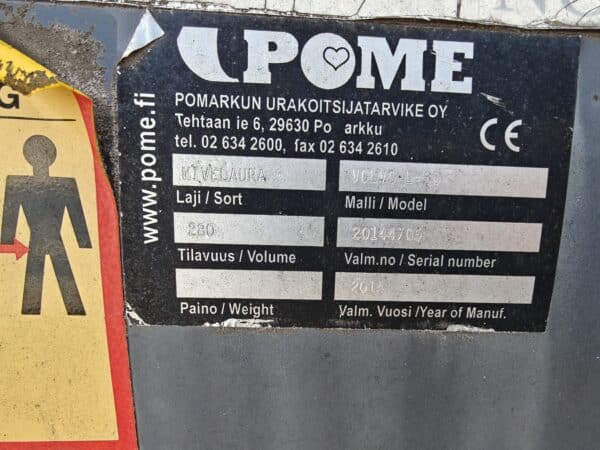 POME
POMARKUN URAKOITSIJATARVIKE OY
Tehtaan ie 6, 29630 Po arkku
tel. 02 634 2600, fax 02 634 2610
CE
www.pome.fi
NIVELAURA
Laji / Sort
Malli / Model
280
Tilavuus / Volume
Valm.no / Serial number
Paino / Weight
Valm. Vuosi /Year of Manuf.
G